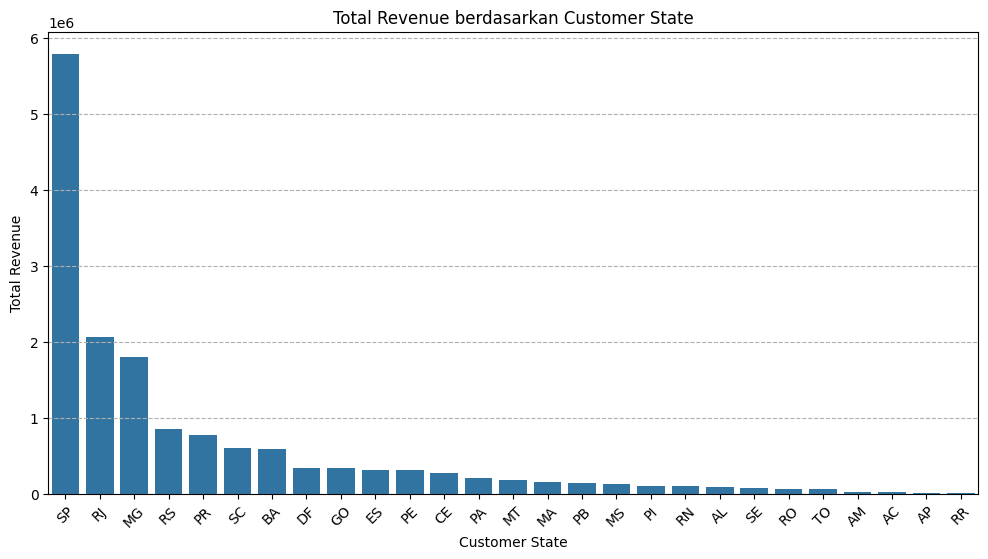 Total Revenue berdasarkan Customer State
1e6
6
5
4
3
2
1
0
Total Revenue
SP RJ MG RS PR SC BA DF GO ES PE CE PA MT MA PB MS PI RN AL SE RO TO AM AC AP RR
Customer State